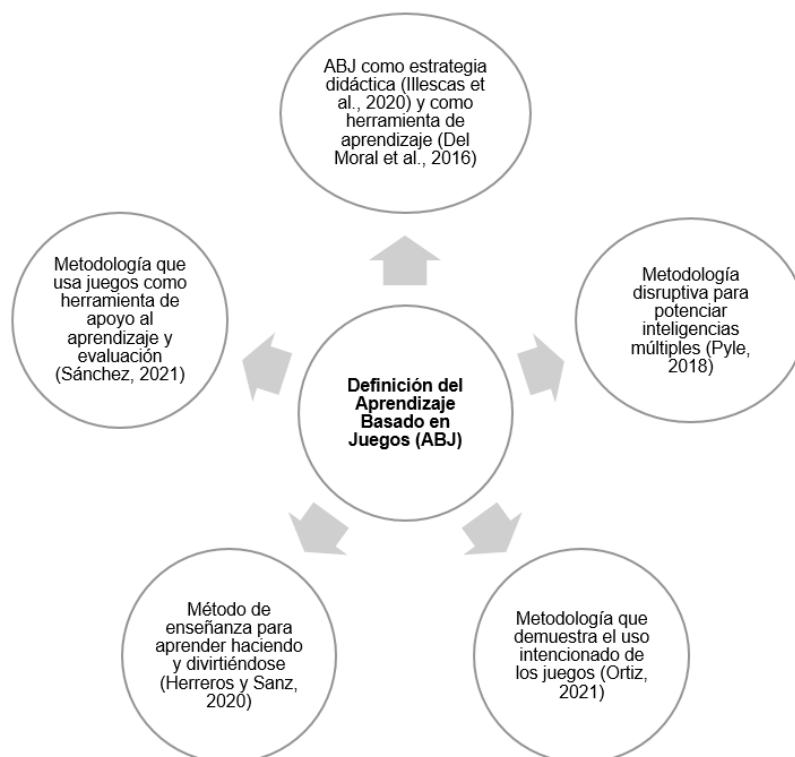 ABJ como estrategia
didáctica (Illescas et
al., 2020) y como
herramienta de
aprendizaje (Del
Moral et al., 2016)
Metodología que
usa juegos como
herramienta de
apoyo al
aprendizaje y
evaluación
(Sánchez, 2021)
Metodología
disruptiva para
potenciar
inteligencias
múltiples (Pyle,
2018)
Definición del
Aprendizaje
Basado en
Juegos (ABJ)
Método de
enseñanza para
aprender haciendo
y divirtiéndose
(Herreros y Sanz,
2020)
Metodología que
demuestra el uso
intencionado de
los juegos (Ortiz,
2021)